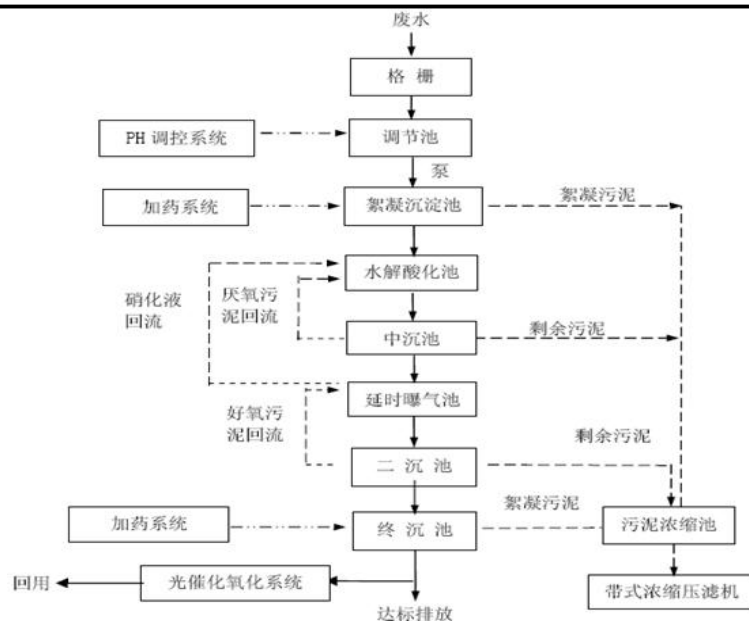 废水
格 栅
PH 调控系统
调节池
泵
加药系统
絮凝沉淀池
絮凝污泥
水解酸化池
硝化液
回流
厌氧污
泥回流
中沉池
剩余污泥
延时曝气池
好氧污
泥回流
剩余污泥
二 沉 池
絮凝污泥
加药系统
终 沉 池
污泥浓缩池
回用
光催化氧化系统
带式浓缩压滤机
达标排放